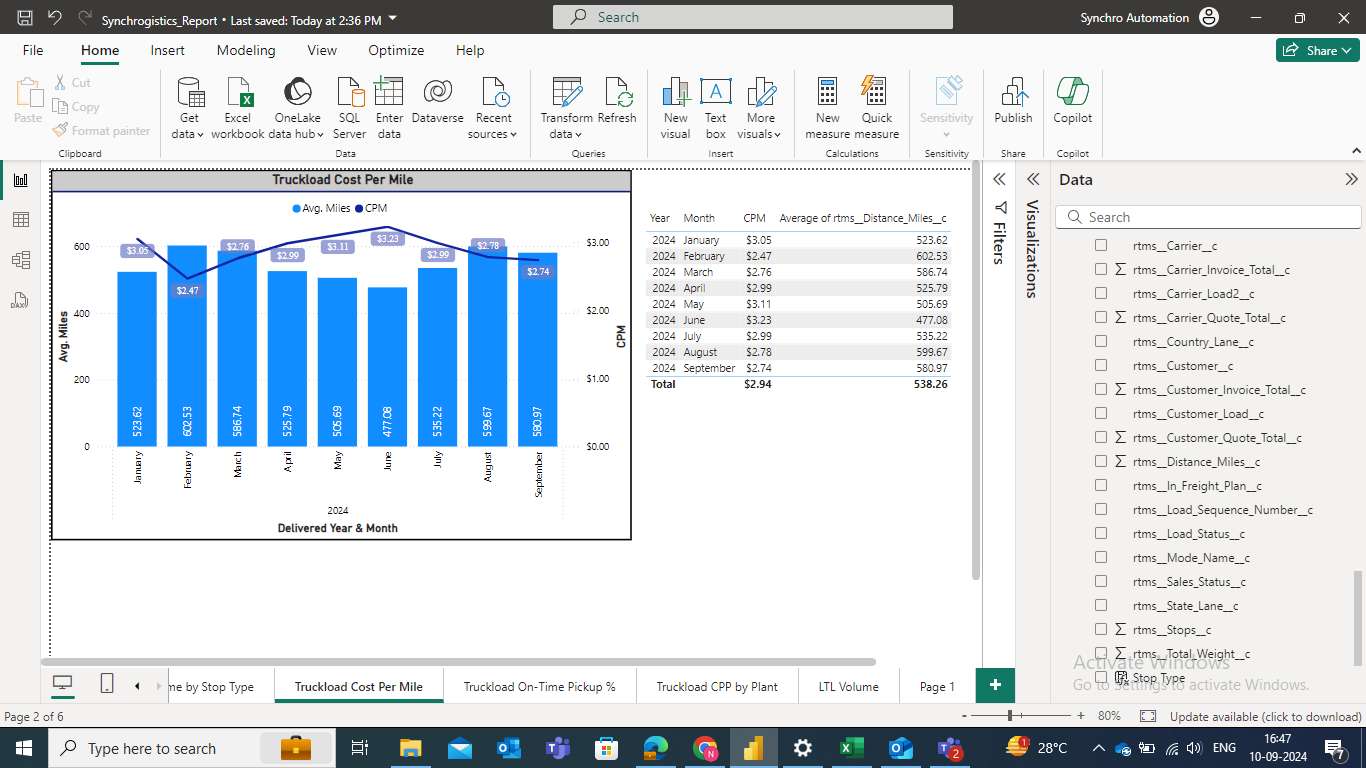 Synchrogistics_Report • Last saved: Today at 2:36 PM
Search
Synchro Automation
File Home Insert Modeling View Optimize Help
Share
Paste
Cut
Copy
Format painter
Clipboard
Get data
Excel workbook
OneLake data hub
SQL Server
Enter data
Dataverse
Recent sources
Data
Transform data
Refresh
Queries
New visual
Text box
More visuals
Insert
New measure
Quick measure
Calculations
Sensitivity
Sensitivity
Publish
Share
Copilot
Copilot
Truckload Cost Per Mile
Avg. Miles CPM
600
400
200
0
Avg. Miles
$3.05
$2.47
$2.76
$2.99
$3.11
$3.23
$2.99
$2.78
$2.74
523.62
602.53
586.74
525.79
505.69
477.08
535.22
599.67
580.97
$3.00
$2.00
$1.00
$0.00
CPM
January
February
March
April
May
June
July
August
September
2024
Delivered Year & Month
Year Month CPM Average of rtms__Distance_Miles__c
2024 January $3.05 523.62
2024 February $2.47 602.53
2024 March $2.76 586.74
2024 April $2.99 525.79
2024 May $3.11 505.69
2024 June $3.23 477.08
2024 July $2.99 535.22
2024 August $2.78 599.67
2024 September $2.74 580.97
Total $2.94 538.26
Filters
Visualizations
Data
Search
rtms__Carrier__c
rtms__Carrier_Invoice_Total__c
rtms__Carrier_Load2__c
rtms__Carrier_Quote_Total__c
rtms__Country_Lane__c
rtms__Customer__c
rtms__Customer_Invoice_Total__c
rtms__Customer_Load__c
rtms__Customer_Quote_Total__c
rtms__Distance_Miles__c
rtms__In_Freight_Plan__c
rtms__Load_Sequence_Number__c
rtms__Load_Status__c
rtms__Mode_Name__c
rtms__Sales_Status__c
rtms__State_Lane__c
rtms__Stops__c
rtms__Total_Weight__c
Stop Type
Activate Windows
Go to Settings to activate Windows.
me by Stop Type
Truckload Cost Per Mile
Truckload On-Time Pickup %
Truckload CPP by Plant
LTL Volume
Page 1
+
Page 2 of 6
- + 80%
Update available (click to download)
Type here to search
28°C
ENG
16:47
10-09-2024